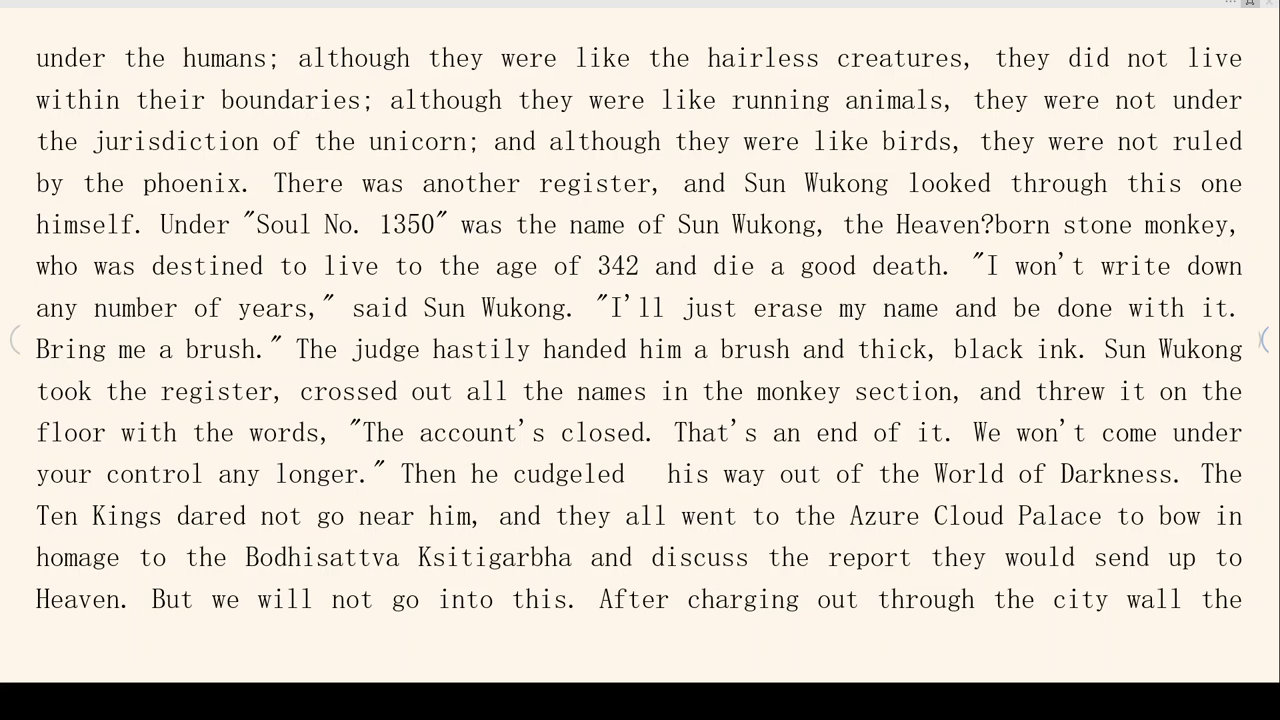 under the humans; although they were like the hairless creatures, they did not live
within their boundaries; although they were like running animals, they were not under
the jurisdiction of the unicorn; and although they were like birds, they were not ruled
by the phoenix. There was another register, and Sun Wukong looked through this one
himself. Under "Soul No. 1350" was the name of Sun Wukong, the Heaven?born stone monkey,
who was destined to live to the age of 342 and die a good death. "I won't write down
any number of years," said Sun Wukong. "I'll just erase my name and be done with it.
Bring me a brush." The judge hastily handed him a brush and thick, black ink. Sun Wukong
took the register, crossed out all the names in the monkey section, and threw it on the
floor with the words, "The account's closed. That's an end of it. We won't come under
your control any longer." Then he cudgeled his way out of the World of Darkness. The
Ten Kings dared not go near him, and they all went to the Azure Cloud Palace to bow in
homage to the Bodhisattva Ksitigarbha and discuss the report they would send up to
Heaven. But we will not go into this. After charging out through the city wall the